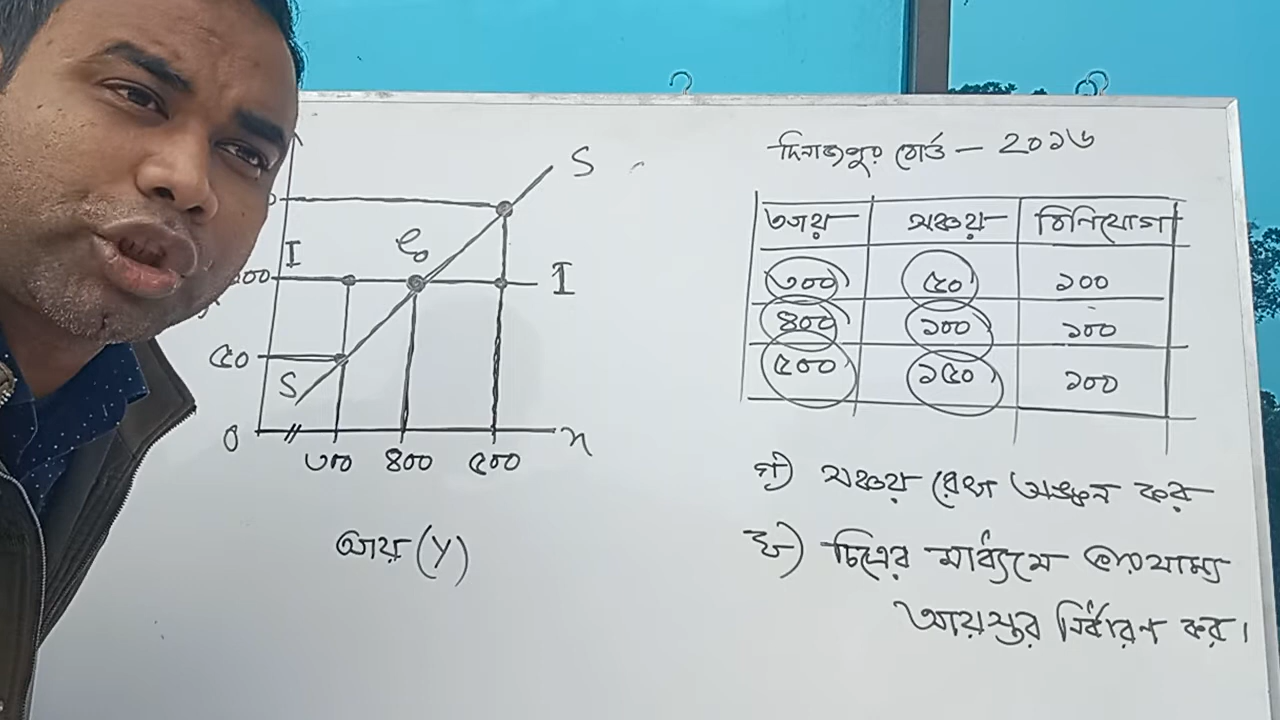 দিনাজপুর বোর্ড – ২০১৬
আয় সঞ্চয় বিনিয়োগ
৩০০ ৫০ ১০০
৪০০ ১০০ ১০০
৫০০ ১৫০ ১০০
গ) সঞ্চয় রেখা অঙ্কন কর
ঘ) চিত্রের মাধ্যমে ভারসাম্য
আয়স্তর নির্ধারণ কর।
S
e₀
I
I
৫০
S
0
x
৩০০ ৪০০ ৫০০
আয় (Y)